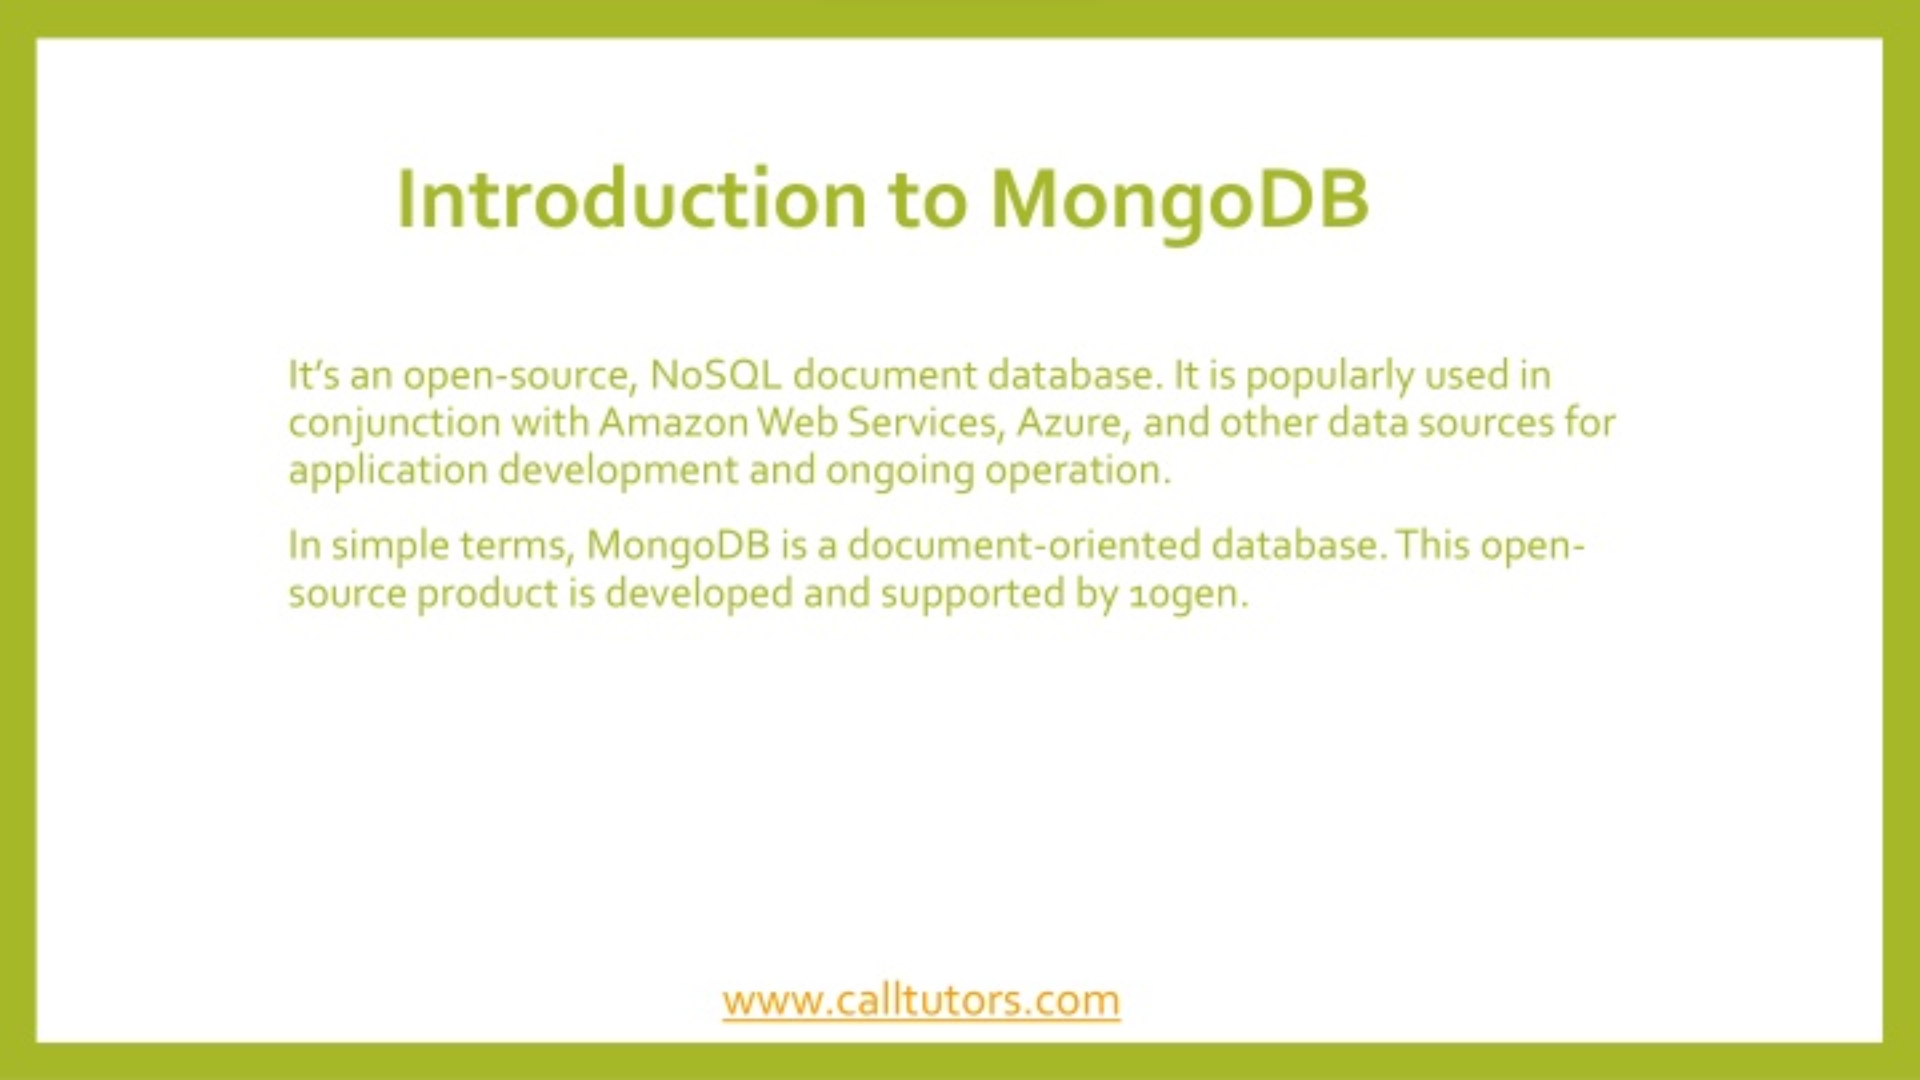 Introduction to MongoDB
It’s an open-source, NoSQL document database. It is popularly used in
conjunction with Amazon Web Services, Azure, and other data sources for
application development and ongoing operation.
In simple terms, MongoDB is a document-oriented database. This open-
source product is developed and supported by 10gen.
www.calltutors.com